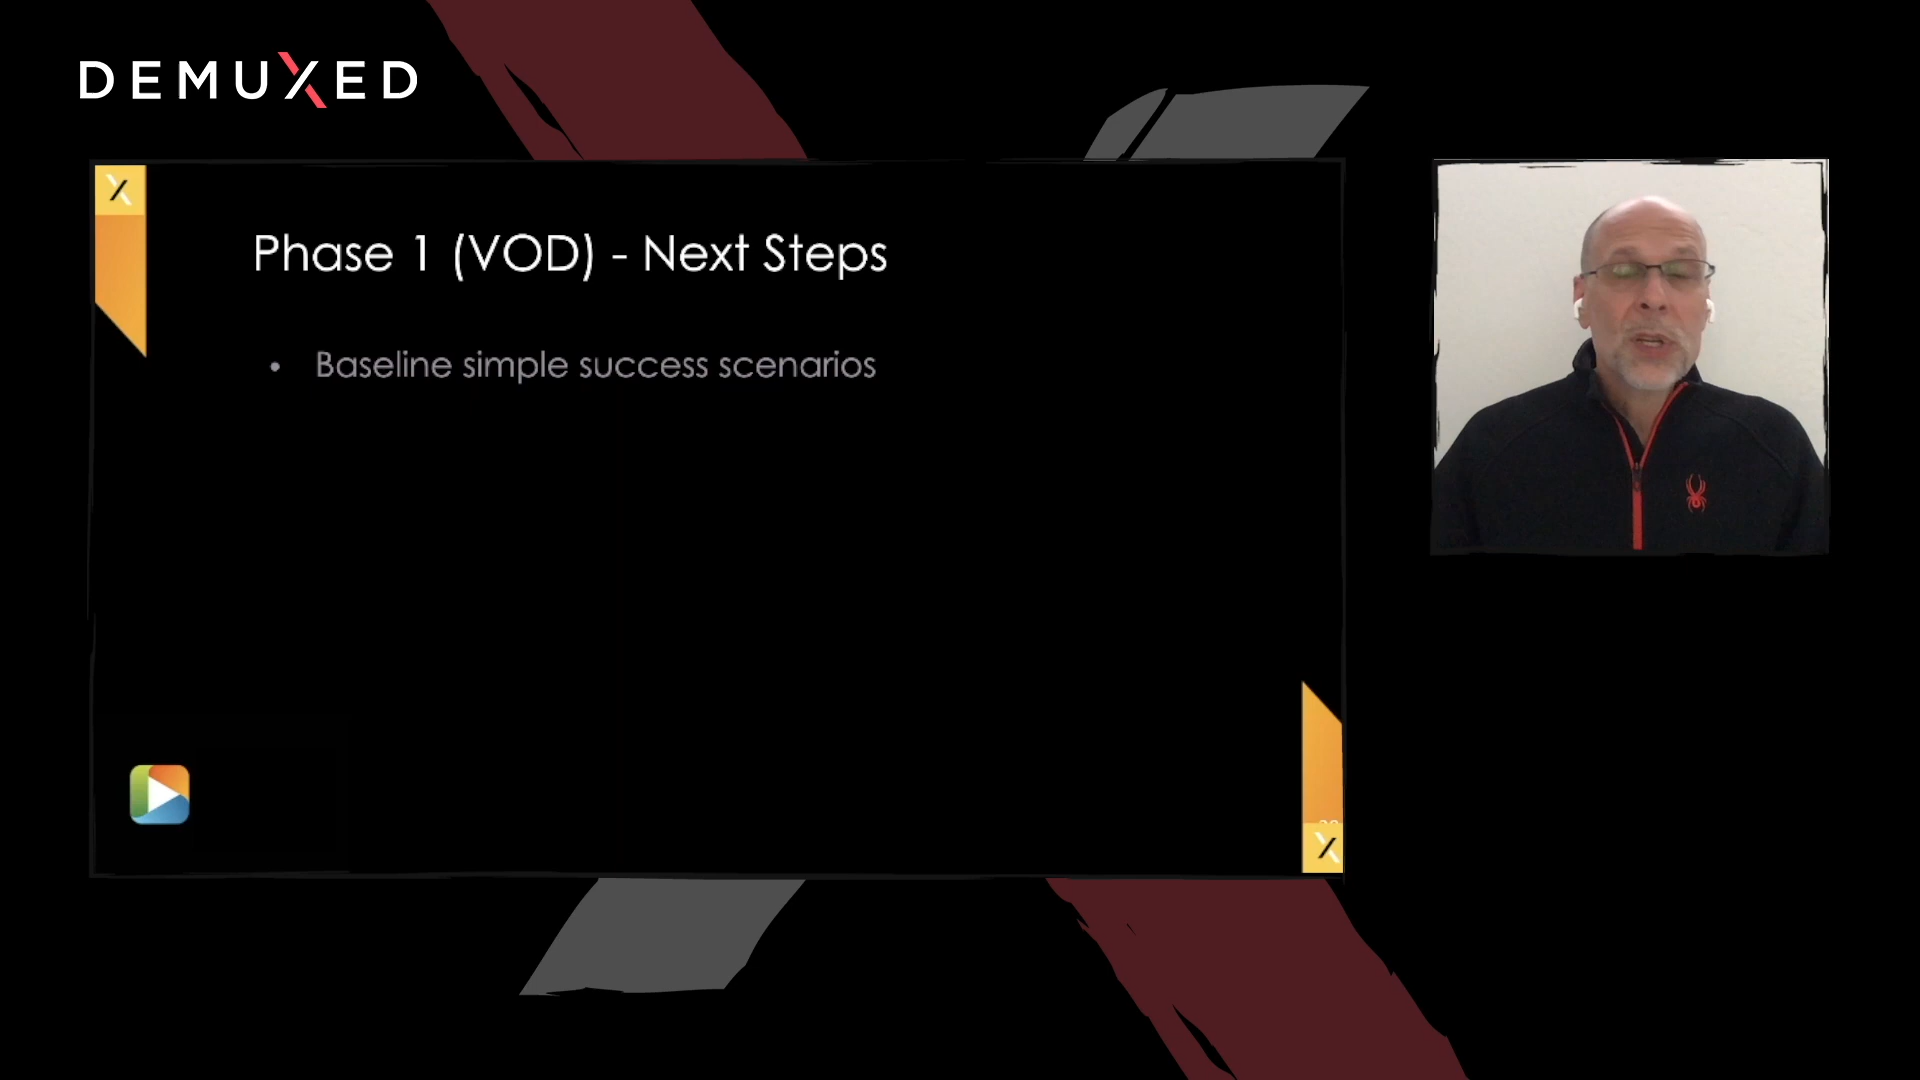 DEMUXED
Phase 1 (VOD) - Next Steps
• Baseline simple success scenarios